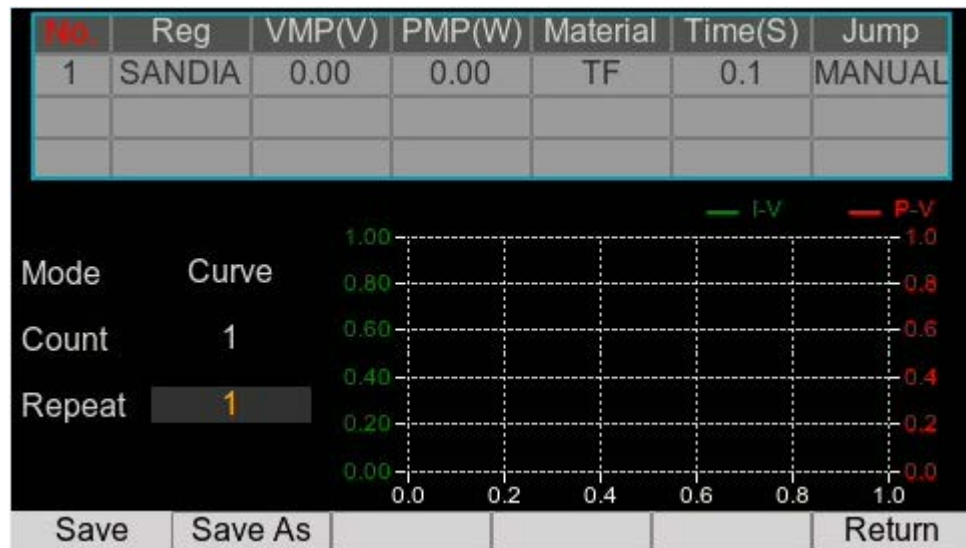 No. Reg VMP(V) PMP(W) Material Time(S) Jump
1 SANDIA 0.00 0.00 TF 0.1 MANUAL
I-V P-V
Mode Curve
Count 1
Repeat 1
1.00 1.0
0.80 0.8
0.60 0.6
0.40 0.4
0.20 0.2
0.00 0.0
0.0 0.2 0.4 0.6 0.8 1.0
Save Save As Return